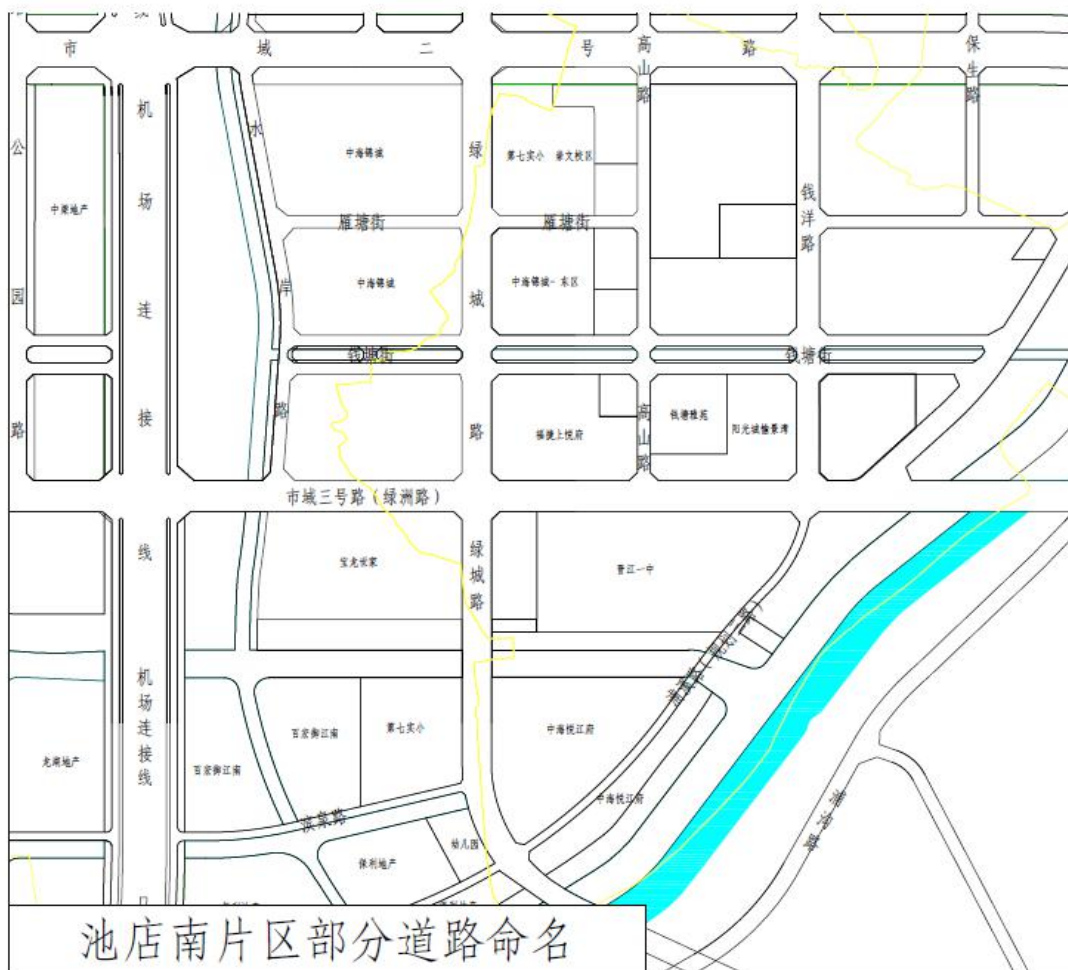 市域二号路
高山路
保生路
公园路
机场连接线
水岸路
绿城路
中海锦城
第七实小 崇文校区
钱洋路
中梁地产
雁塘街
雁塘街
中海锦城
中海锦城-东区
钱塘街
钱塘街
高山路
钱塘雅苑
福捷上悦府
阳光城檀景湾
市域三号路(绿洲路)
绿城路
宝龙世家
晋江一中
机场连接线
百宏御江南
第七实小
中海悦江府
龙湖地产
百宏御江南
中海悦江府
滨泉路
幼儿园
保利地产
池店南片区部分道路命名